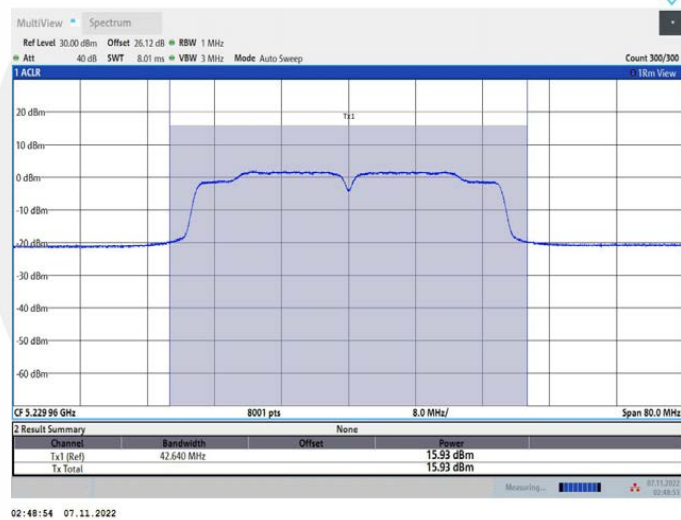 MultiView Spectrum
Ref Level 30.00 dBm Offset 26.12 dB RBW 1 MHz
Att 40 dB SWT 8.01 ms VBW 3 MHz Mode Auto Sweep Count 300/300
1 ACLR 1Rm View
Tx1
20 dBm
10 dBm
0 dBm
-10 dBm
-20 dBm
-30 dBm
-40 dBm
-50 dBm
-60 dBm
CF 5.229 96 GHz 8001 pts 8.0 MHz/ Span 80.0 MHz
2 Result Summary None
Channel Bandwidth Offset Power
Tx1 (Ref) 42.640 MHz 15.93 dBm
Tx Total 15.93 dBm
Measuring... 07.11.2022
02:48:53
02:48:54 07.11.2022